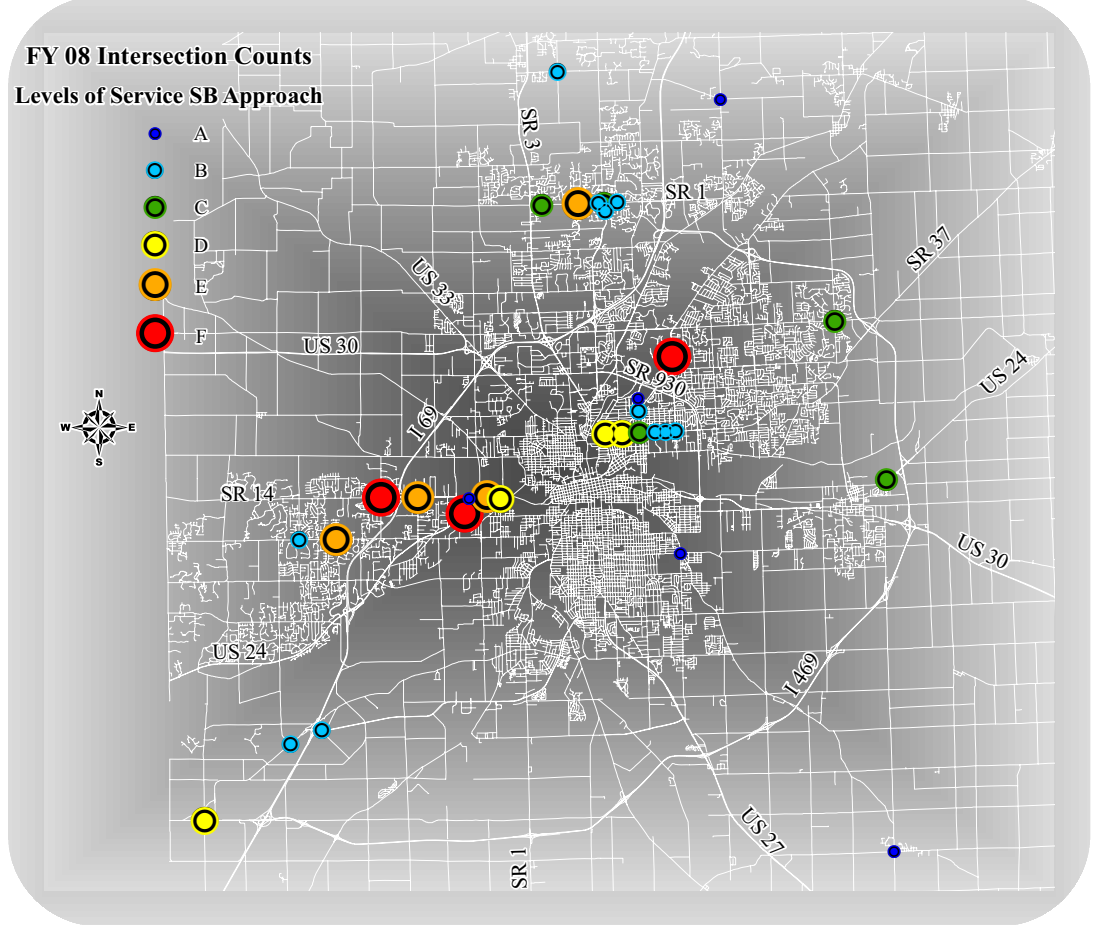 FY 08 Intersection Counts
Levels of Service SB Approach
A
B
C
D
E
F
SR 3
SR 1
SR 37
US 33
US 30
SR 930
US 24
I 69
N
W E
S
SR 14
US 30
US 24
I 469
US 27
SR 1